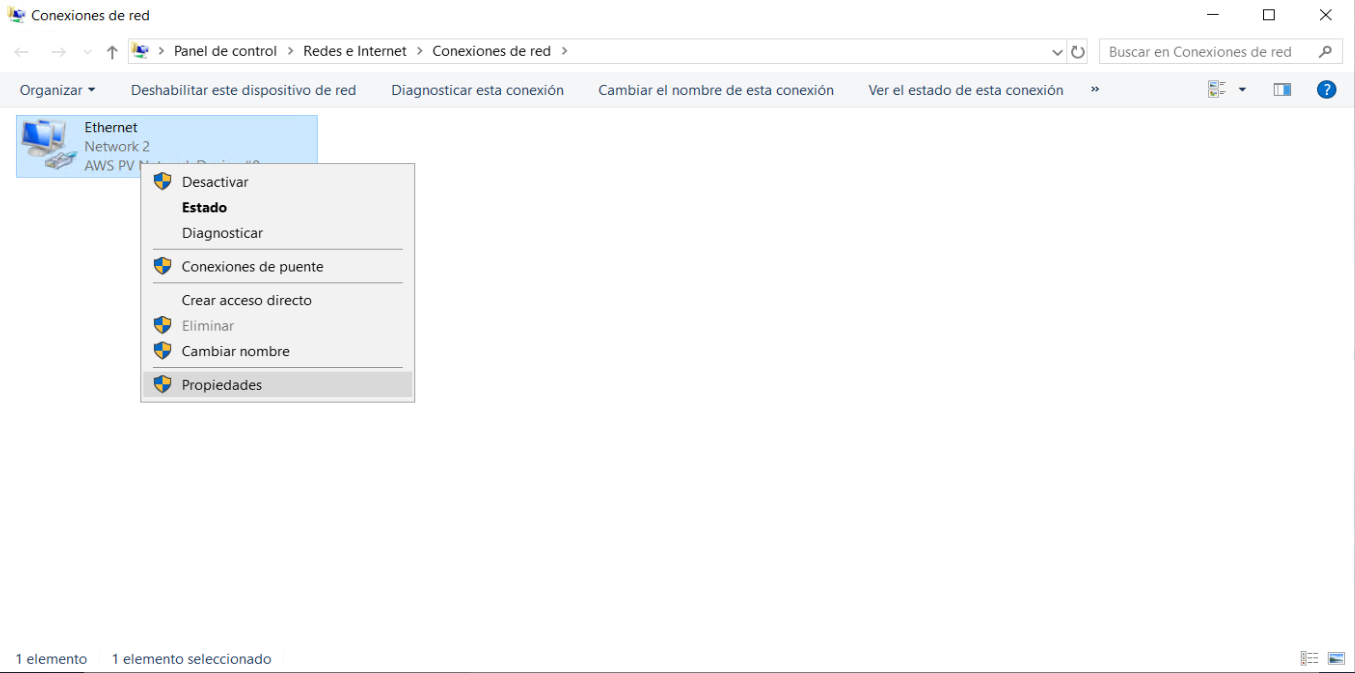 Conexiones de red
Panel de control > Redes e Internet > Conexiones de red >
Buscar en Conexiones de red
Organizar Deshabilitar este dispositivo de red Diagnosticar esta conexión Cambiar el nombre de esta conexión Ver el estado de esta conexión »
Ethernet
Network 2
AWS PV
Desactivar
Estado
Diagnosticar
Conexiones de puente
Crear acceso directo
Eliminar
Cambiar nombre
Propiedades
1 elemento 1 elemento seleccionado